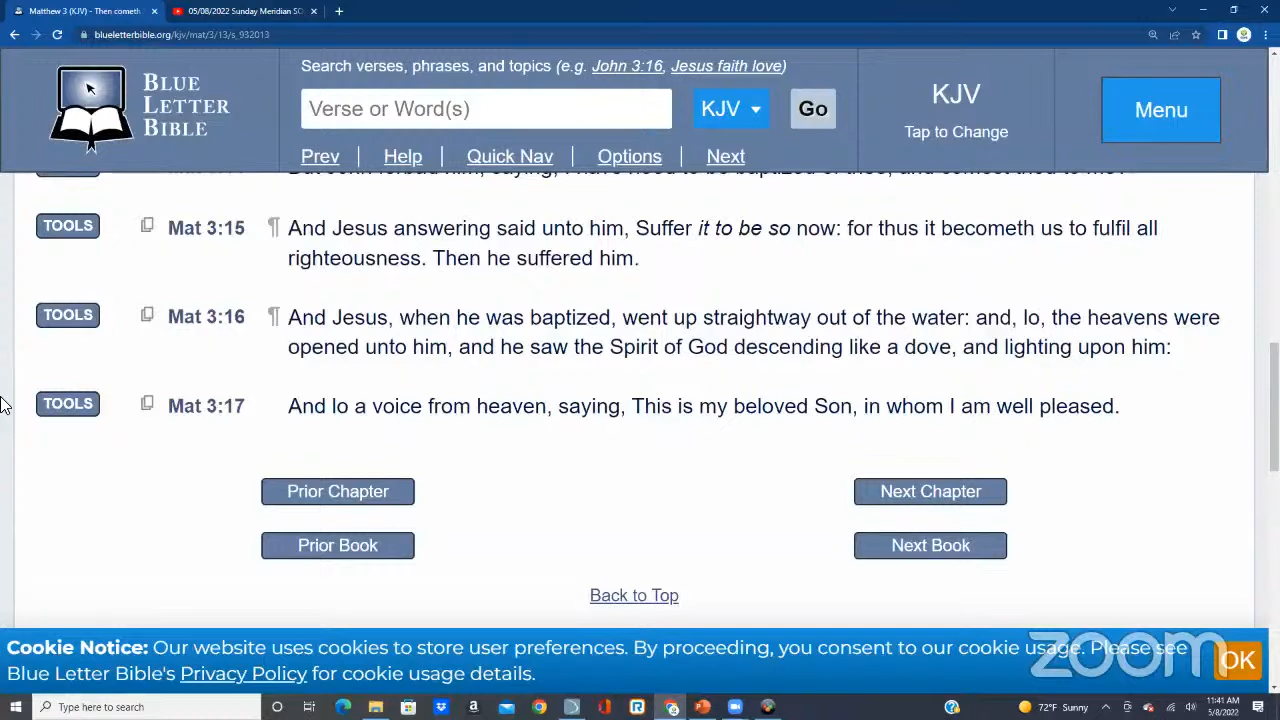 Matthew 3 (KJV) - Then cometh
05/08/2022 Sunday Meridian SO
blueletterbible.org/kjv/mat/3/13/s_932013
BLUE LETTER BIBLE
Search verses, phrases, and topics (e.g. John 3:16, Jesus faith love)
Verse or Word(s)
KJV
Go
Prev Help Quick Nav Options Next
KJV
Tap to Change
Menu
TOOLS Mat 3:15 ¶ And Jesus answering said unto him, Suffer it to be so now: for thus it becometh us to fulfil all
righteousness. Then he suffered him.
TOOLS Mat 3:16 ¶ And Jesus, when he was baptized, went up straightway out of the water: and, lo, the heavens were
opened unto him, and he saw the Spirit of God descending like a dove, and lighting upon him:
TOOLS Mat 3:17 And lo a voice from heaven, saying, This is my beloved Son, in whom I am well pleased.
Prior Chapter Next Chapter
Prior Book Next Book
Back to Top
Cookie Notice: Our website uses cookies to store user preferences. By proceeding, you consent to our cookie usage. Please see
Blue Letter Bible's Privacy Policy for cookie usage details.
OK
zoom
Type here to search
72°F Sunny
11:41 AM
5/8/2022